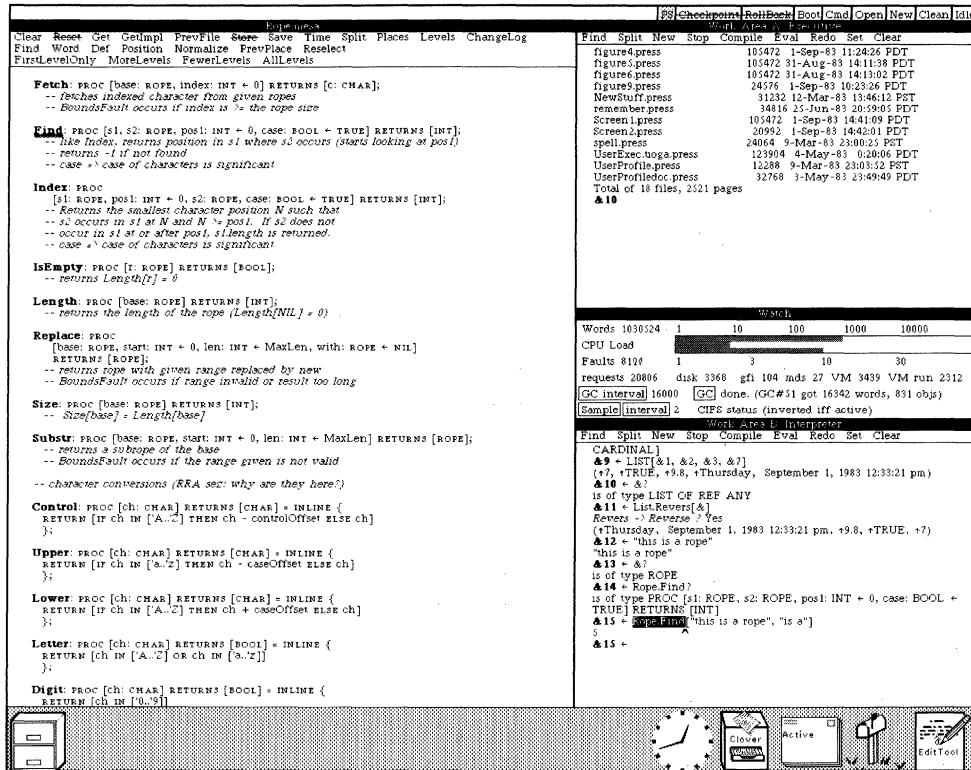 PS Checkpoint RollBack Boot Cmd Open New Clean Idl
Rope.mesa
Clear Reset Get GetImpl PrevFile Store Save Time Split Places Levels ChangeLog
Find Word Def Position Normalize PrevPlace Reselect
FirstLevelOnly MoreLevels FewerLevels AllLevels
Fetch: PROC [base: ROPE, index: INT ← 0] RETURNS [c: CHAR];
-- fetches indexed character from given ropes
-- BoundsFault occurs if index is >= the rope size
Find: PROC [s1, s2: ROPE, pos1: INT ← 0, case: BOOL ← TRUE] RETURNS [INT];
-- like Index, returns position in s1 where s2 occurs (starts looking at pos1)
-- returns -1 if not found
-- case => case of characters is significant
Index: PROC
[s1: ROPE, pos1: INT ← 0, s2: ROPE, case: BOOL ← TRUE] RETURNS [INT];
-- Returns the smallest character position N such that
-- s2 occurs in s1 at N and N >= pos1. If s2 does not
-- occur in s1 at or after pos1, s1.length is returned.
-- case => case of characters is significant
IsEmpty: PROC [r: ROPE] RETURNS [BOOL];
-- returns Length[r] = 0
Length: PROC [base: ROPE] RETURNS [INT];
-- returns the length of the rope (Length[NIL] = 0)
Replace: PROC
[base: ROPE, start: INT ← 0, len: INT ← MaxLen, with: ROPE ← NIL]
RETURNS [ROPE];
-- returns rope with given range replaced by new
-- BoundsFault occurs if range invalid or result too long
Size: PROC [base: ROPE] RETURNS [INT];
-- Size[base] = Length[base]
Substr: PROC [base: ROPE, start: INT ← 0, len: INT ← MaxLen] RETURNS [ROPE];
-- returns a subrope of the base
-- BoundsFault occurs if the range given is not valid
-- character conversions (RRA sez: why are they here?)
Control: PROC [ch: CHAR] RETURNS [CHAR] = INLINE {
RETURN [IF ch IN ['A..'Z] THEN ch - controlOffset ELSE ch]
};
Upper: PROC [ch: CHAR] RETURNS [CHAR] = INLINE {
RETURN [IF ch IN ['a..'z] THEN ch - caseOffset ELSE ch]
};
Lower: PROC [ch: CHAR] RETURNS [CHAR] = INLINE {
RETURN [IF ch IN ['A..'Z] THEN ch + caseOffset ELSE ch]
};
Letter: PROC [ch: CHAR] RETURNS [BOOL] = INLINE {
RETURN [ch IN ['A..'Z] OR ch IN ['a..'z]]
};
Digit: PROC [ch: CHAR] RETURNS [BOOL] = INLINE {
RETURN [ch IN ['0..'9]]
Work Area A: Executive
Find Split New Stop Compile Eval Redo Set Clear
figure4.press 105472 1-Sep-83 11:24:26 PDT
figure5.press 105472 31-Aug-83 14:11:38 PDT
figure6.press 105472 31-Aug-83 14:13:02 PDT
figure9.press 24576 1-Sep-83 10:23:26 PDT
NewStuff.press 31232 12-Mar-83 13:46:12 PST
remember.press 34816 25-Jun-83 20:59:05 PDT
Screen1.press 105472 1-Sep-83 14:41:09 PDT
Screen2.press 20992 1-Sep-83 14:42:01 PDT
spell.press 24064 9-Mar-83 23:00:25 PST
UserExec.tioga.press 123904 4-May-83 0:20:06 PDT
UserProfile.press 12288 9-Mar-83 23:03:52 PST
UserProfiledoc.press 32768 3-May-83 23:49:49 PDT
Total of 18 files, 2521 pages
&10
Watch
Words 1030524 1 10 100 1000 10000
CPU Load
Faults 8190 1 3 10 30
requests 20806 disk 3368 gfi 104 mds 27 VM 3439 VM run 2312
GC interval 16000 GC done. (GC#51 got 16342 words, 831 objs)
Sample interval 2 CIFS status (inverted iff active)
Work Area B: Interpreter
Find Split New Stop Compile Eval Redo Set Clear
CARDINAL]
&9 ← LIST[&1, &2, &3, &7]
(↑7, ↑TRUE, ↑9.8, ↑Thursday, September 1, 1983 12:33:21 pm)
&10 ← &?
is of type LIST OF REF ANY
&11 ← List.Revers[&]
Revers -> Reverse ? Yes
(↑Thursday, September 1, 1983 12:33:21 pm, ↑9.8, ↑TRUE, ↑7)
&12 ← "this is a rope"
"this is a rope"
&13 ← &?
is of type ROPE
&14 ← Rope.Find?
is of type PROC [s1: ROPE, s2: ROPE, pos1: INT ← 0, case: BOOL ←
TRUE] RETURNS [INT]
&15 ← Rope.Find["this is a rope", "is a"]
5
&15 ←
Clover
Active
EditTool